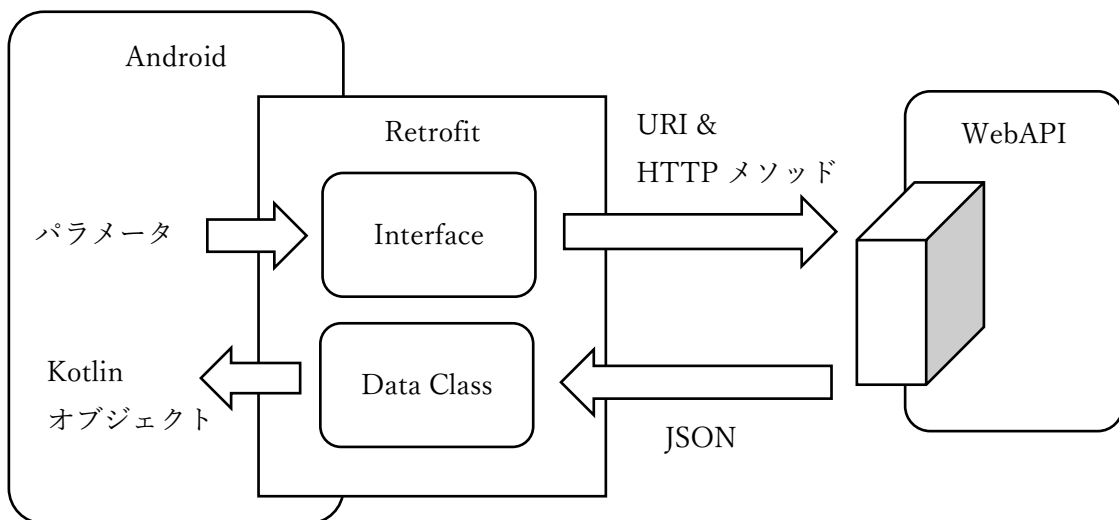 Android
Retrofit
URI &
HTTP メソッド
WebAPI
パラメータ
Interface
Kotlin
オブジェクト
Data Class
JSON